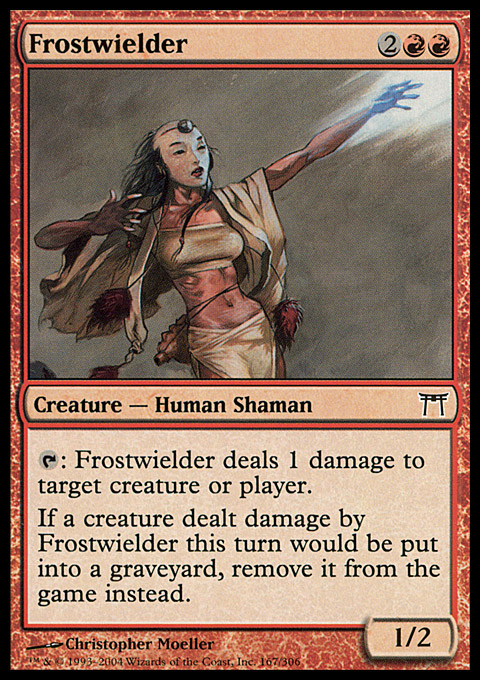 Frostwielder 2
Creature — Human Shaman
: Frostwielder deals 1 damage to
target creature or player.
If a creature dealt damage by
Frostwielder this turn would be put
into a graveyard, remove it from the
game instead.
1/2
Christopher Moeller
™ & © 1993–2004 Wizards of the Coast, Inc. 167/306